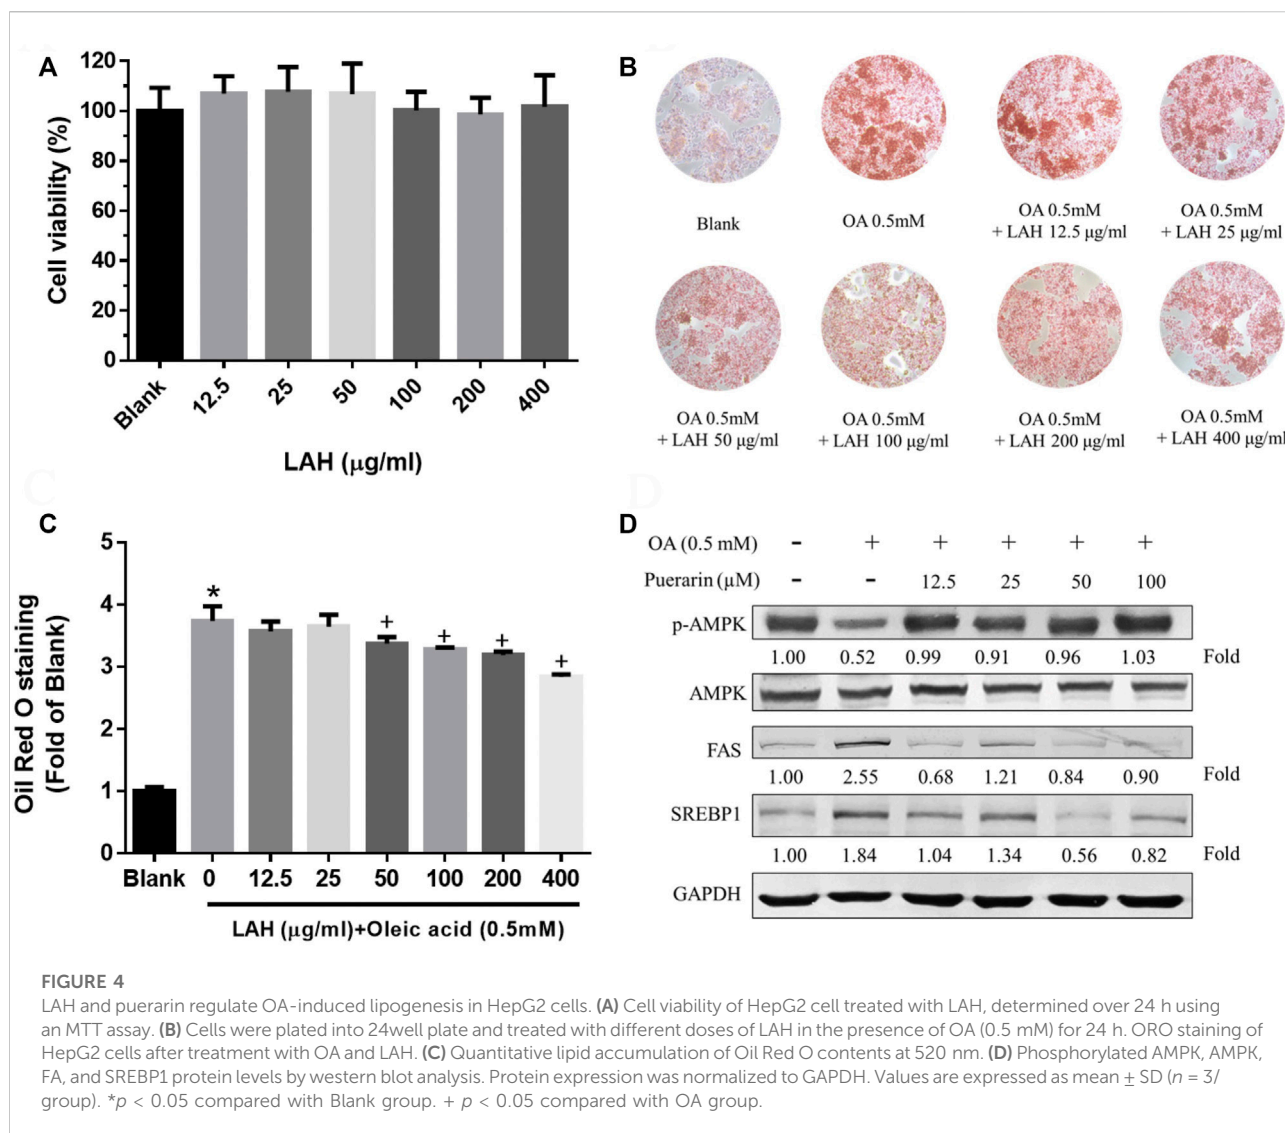 A
Cell viability (%)
120
100
80
60
40
20
0
Blank 12.5 25 50 100 200 400
LAH (μg/ml)
B
Blank
OA 0.5mM
OA 0.5mM
+ LAH 12.5 μg/ml
OA 0.5mM
+ LAH 25 μg/ml
OA 0.5mM
+ LAH 50 μg/ml
OA 0.5mM
+ LAH 100 μg/ml
OA 0.5mM
+ LAH 200 μg/ml
OA 0.5mM
+ LAH 400 μg/ml
C
Oil Red O staining
(Fold of Blank)
5
4
3
2
1
0
* + + + +
Blank 0 12.5 25 50 100 200 400
LAH (μg/ml)+Oleic acid (0.5mM)
D
OA (0.5 mM) - + + + + +
Puerarin (μM) - - 12.5 25 50 100
p-AMPK
1.00 0.52 0.99 0.91 0.96 1.03 Fold
AMPK
FAS
1.00 2.55 0.68 1.21 0.84 0.90 Fold
SREBP1
1.00 1.84 1.04 1.34 0.56 0.82 Fold
GAPDH
FIGURE 4
LAH and puerarin regulate OA-induced lipogenesis in HepG2 cells. (A) Cell viability of HepG2 cell treated with LAH, determined over 24 h using
an MTT assay. (B) Cells were plated into 24well plate and treated with different doses of LAH in the presence of OA (0.5 mM) for 24 h. ORO staining of
HepG2 cells after treatment with OA and LAH. (C) Quantitative lipid accumulation of Oil Red O contents at 520 nm. (D) Phosphorylated AMPK, AMPK,
FA, and SREBP1 protein levels by western blot analysis. Protein expression was normalized to GAPDH. Values are expressed as mean ± SD (n = 3/
group). *p < 0.05 compared with Blank group. + p < 0.05 compared with OA group.